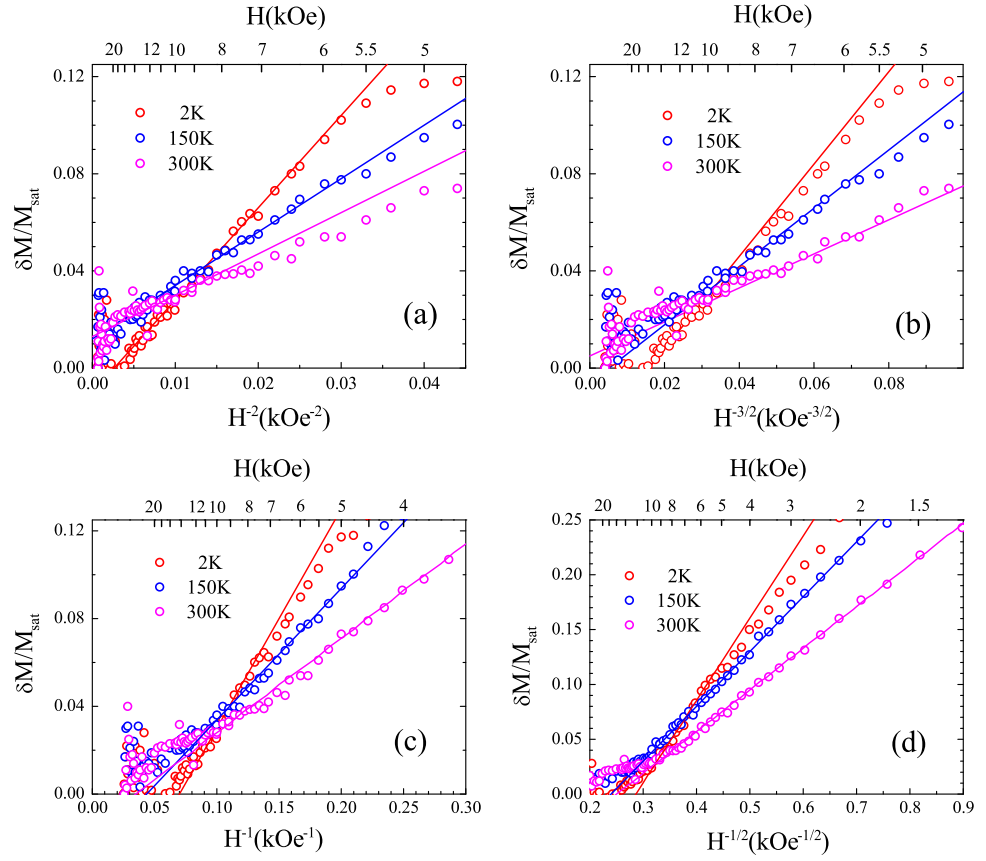 H(kOe)
20 12 10 8 7 6 5.5 5
0.12
0.08
0.04
0.00
δM/M_sat
2K
150K
300K
(a)
0.00 0.01 0.02 0.03 0.04
H⁻²(kOe⁻²)
H(kOe)
20 12 10 8 7 6 5.5 5
0.12
0.08
0.04
0.00
δM/M_sat
2K
150K
300K
(b)
0.00 0.02 0.04 0.06 0.08
H⁻³ᐟ²(kOe⁻³ᐟ²)
H(kOe)
20 12 10 8 7 6 5 4
0.12
0.08
0.04
0.00
δM/M_sat
2K
150K
300K
(c)
0.00 0.05 0.10 0.15 0.20 0.25 0.30
H⁻¹(kOe⁻¹)
H(kOe)
20 10 8 6 5 4 3 2 1.5
0.25
0.20
0.15
0.10
0.05
0.00
δM/M_sat
2K
150K
300K
(d)
0.2 0.3 0.4 0.5 0.6 0.7 0.8 0.9
H⁻¹ᐟ²(kOe⁻¹ᐟ²)